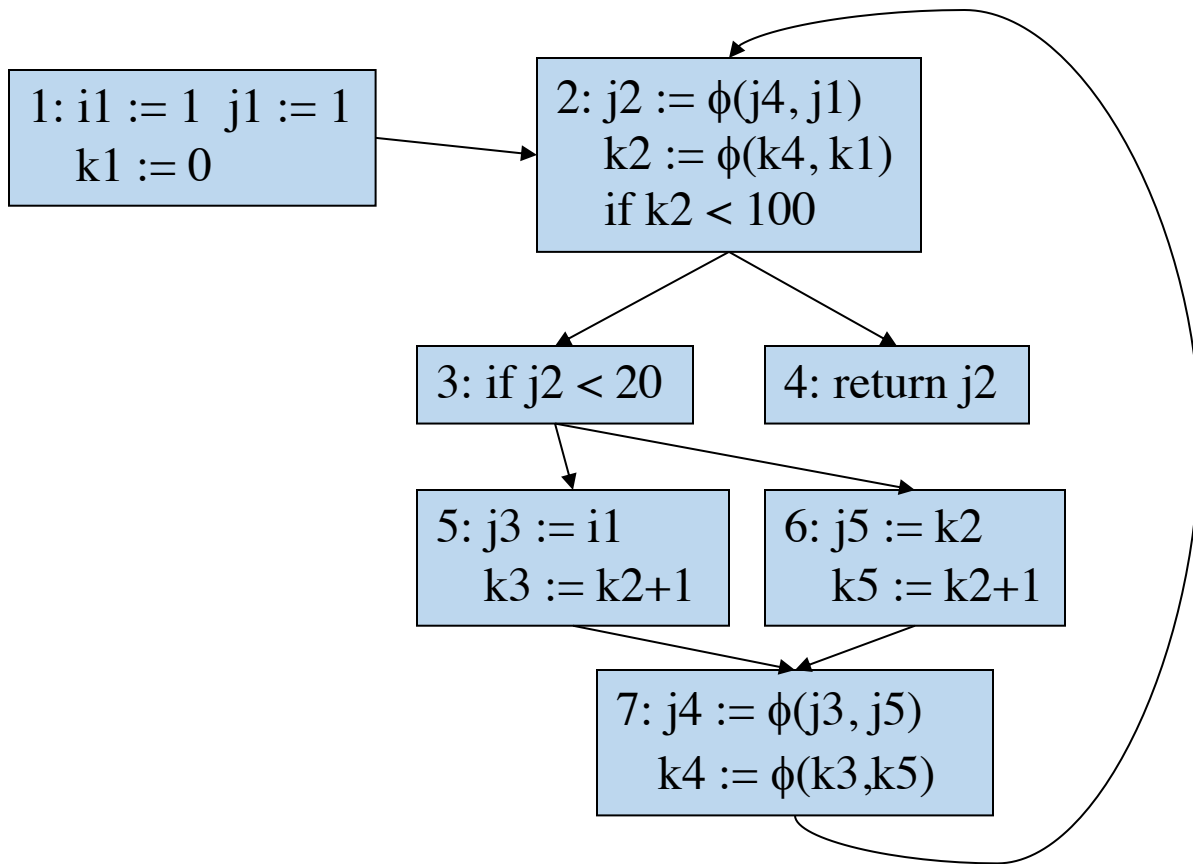 1: i1 := 1 j1 := 1
k1 := 0
2: j2 := ϕ(j4, j1)
k2 := ϕ(k4, k1)
if k2 < 100
3: if j2 < 20
4: return j2
5: j3 := i1
k3 := k2+1
6: j5 := k2
k5 := k2+1
7: j4 := ϕ(j3, j5)
k4 := ϕ(k3,k5)